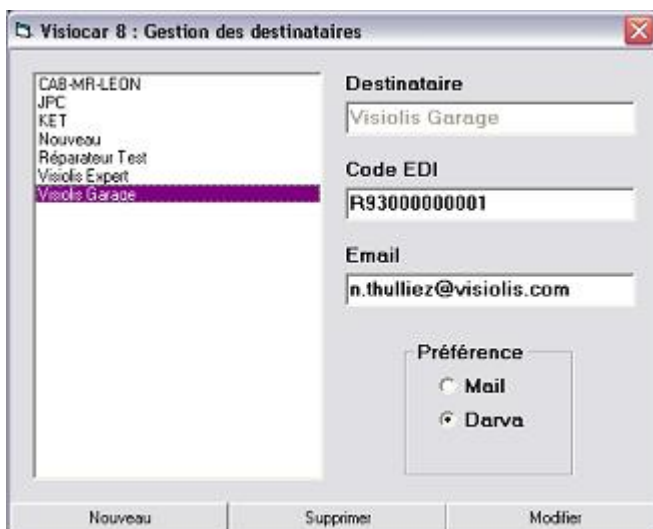 Visiocar 8 : Gestion des destinataires
CAB-MR-LEON
JPC
KET
Nouveau
Réparateur Test
Visiolis Expert
Visiolis Garage
Destinataire
Visiolis Garage
Code EDI
R93000000001
Email
n.thulliez@visiolis.com
Préférence
Mail
Darva
Nouveau
Supprimer
Modifier